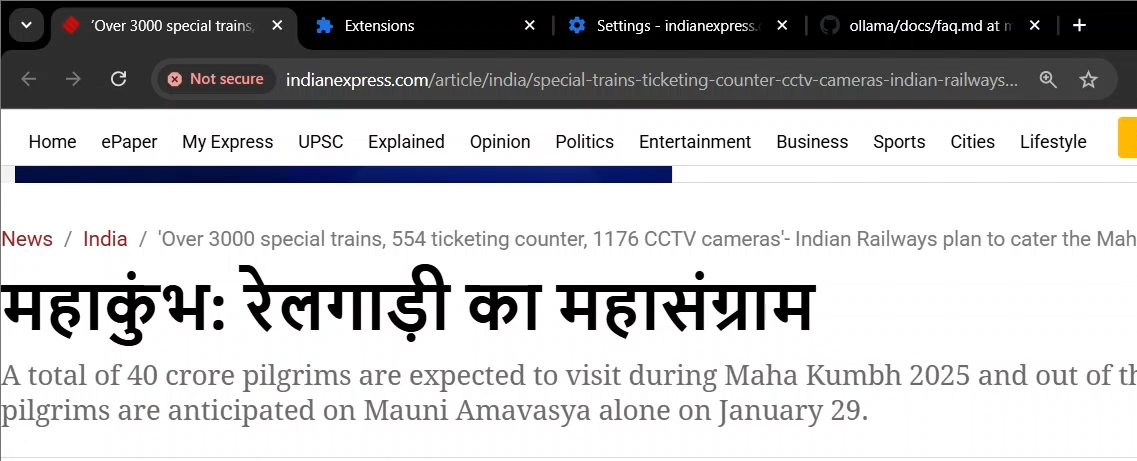 'Over 3000 special trains,
Extensions
Settings - indianexpress.
ollama/docs/faq.md at m
Not secure
indianexpress.com/article/india/special-trains-ticketing-counter-cctv-cameras-indian-railways...
Home ePaper My Express UPSC Explained Opinion Politics Entertainment Business Sports Cities Lifestyle
News / India / 'Over 3000 special trains, 554 ticketing counter, 1176 CCTV cameras'- Indian Railways plan to cater the Mah
महाकुंभ: रेलगाड़ी का महासंग्राम
A total of 40 crore pilgrims are expected to visit during Maha Kumbh 2025 and out of th
pilgrims are anticipated on Mauni Amavasya alone on January 29.